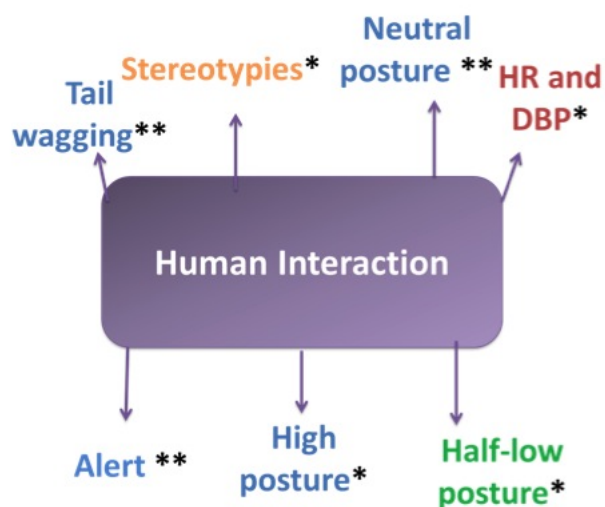 Tail
wagging**
Stereotypies*
Neutral
posture **
HR and
DBP*
Human Interaction
Alert **
High
posture*
Half-low
posture*